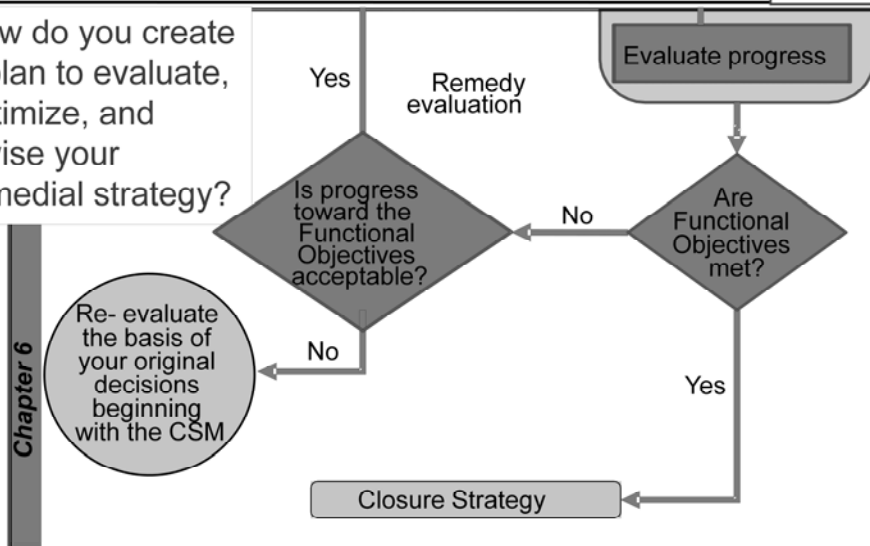 w do you create
lan to evaluate,
timize, and
ise your
medial strategy?
Yes
Remedy
evaluation
Evaluate progress
Is progress
toward the
Functional
Objectives
acceptable?
No
Are
Functional
Objectives
met?
Re- evaluate
the basis of
your original
decisions
beginning
with the CSM
No
Yes
Chapter 6
Closure Strategy